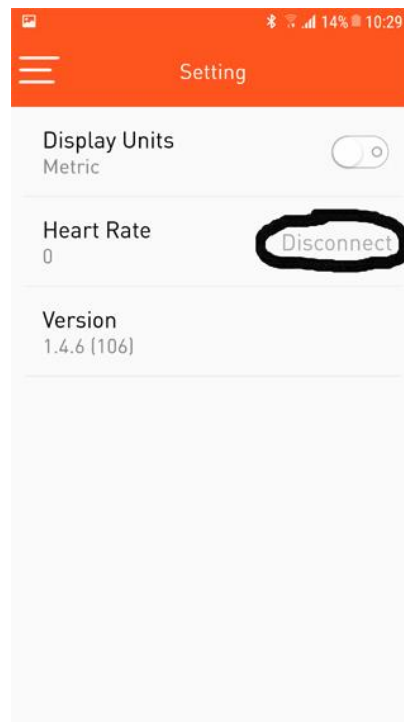 14% 10:29
Setting
Display Units
Metric
Heart Rate
0
Disconnect
Version
1.4.6 (106)